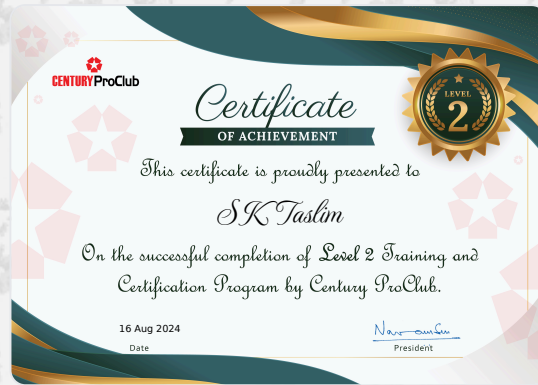 CENTURY ProClub
Certificate
OF ACHIEVEMENT
LEVEL
2
This certificate is proudly presented to
SK Taslim
On the successful completion of Level 2 Training and
Certification Program by Century ProClub.
16 Aug 2024
Date
President